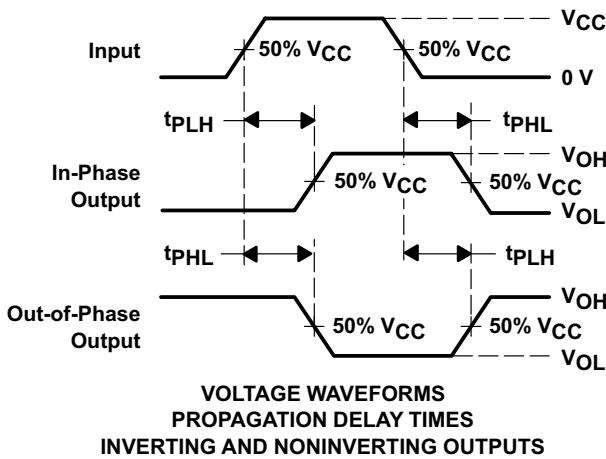 VCC
Input
50% VCC
50% VCC
0 V
tPLH
tPHL
VOH
In-Phase
Output
50% VCC
50% VCC
VOL
tPHL
tPLH
VOH
Out-of-Phase
Output
50% VCC
50% VCC
VOL
VOLTAGE WAVEFORMS
PROPAGATION DELAY TIMES
INVERTING AND NONINVERTING OUTPUTS